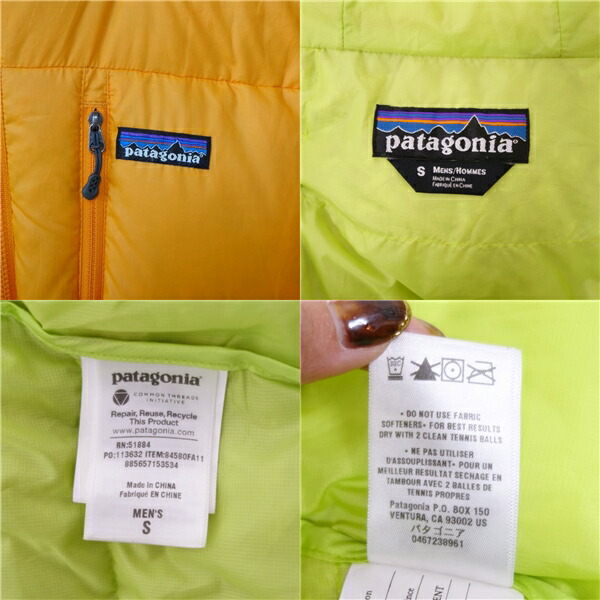 patagonia
patagonia®
S MENS/HOMMES
MADE IN CHINA
FABRIQUÉ EN CHINE
patagonia®
COMMON THREADS
INITIATIVE
Repair, Reuse, Recycle
This Product
www.patagonia.com
RN:51884
PO:113632 ITEM:84580FA11
885657153534
Made in CHINA
Fabriqué EN CHINE
MEN'S
S
• DO NOT USE FABRIC
SOFTENERS• FOR BEST RESULTS
DRY WITH 2 CLEAN TENNIS BALLS
• NE PAS UTILISER
D'ASSOUPLISSANT• POUR UN
MEILLEUR RESULTAT SECHAGE EN
TAMBOUR AVEC 2 BALLES DE
TENNIS PROPRES
Patagonia P.O. BOX 150
VENTURA, CA 93002 US
パタゴニア
0467238961